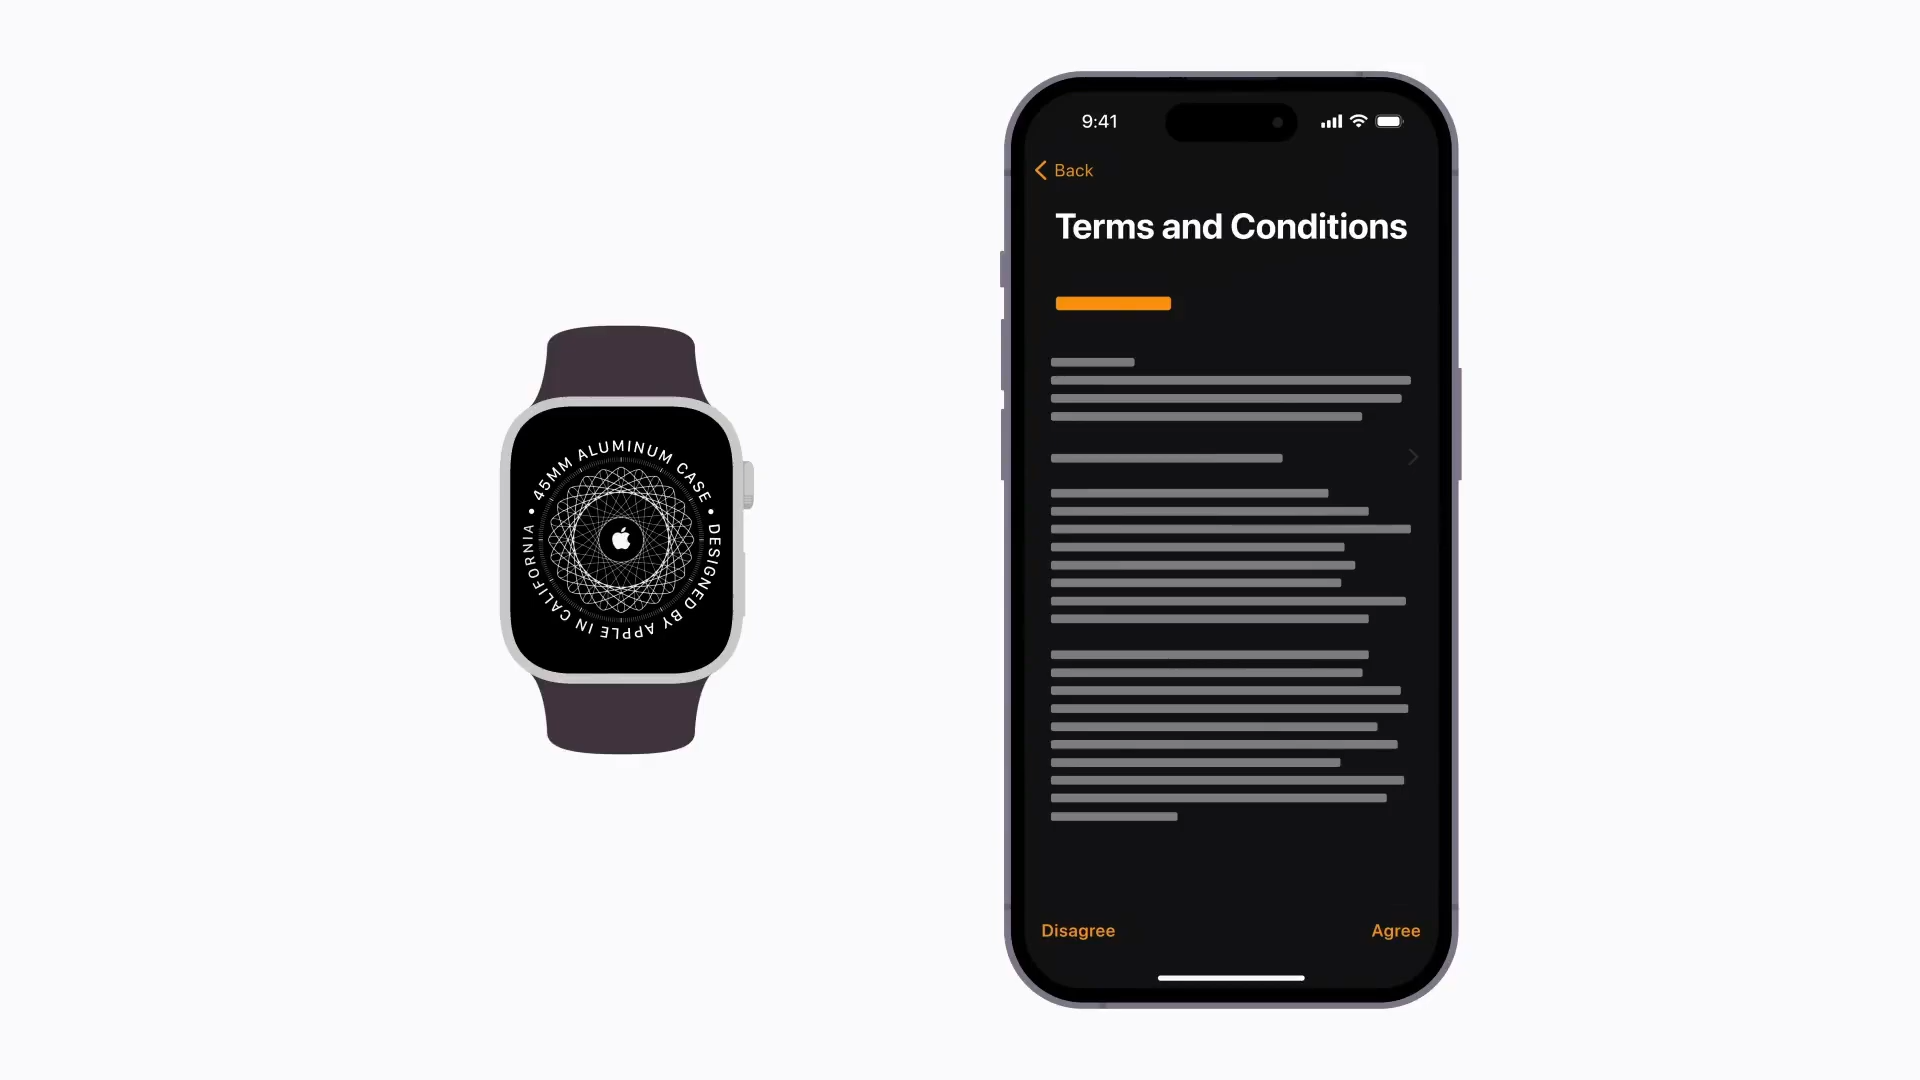 45MM ALUMINUM CASE • DESIGNED BY APPLE IN CALIFORNIA •
9:41
Back
Terms and Conditions
Disagree
Agree